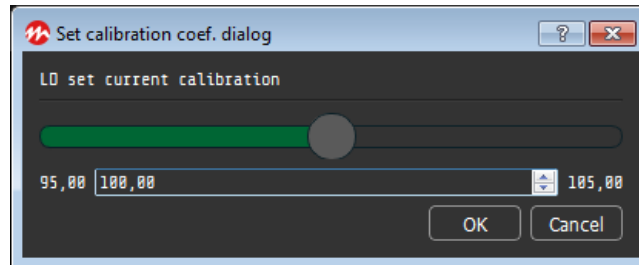 Set calibration coef. dialog
?
LD set current calibration
95,00 100,00 105,00
OK Cancel